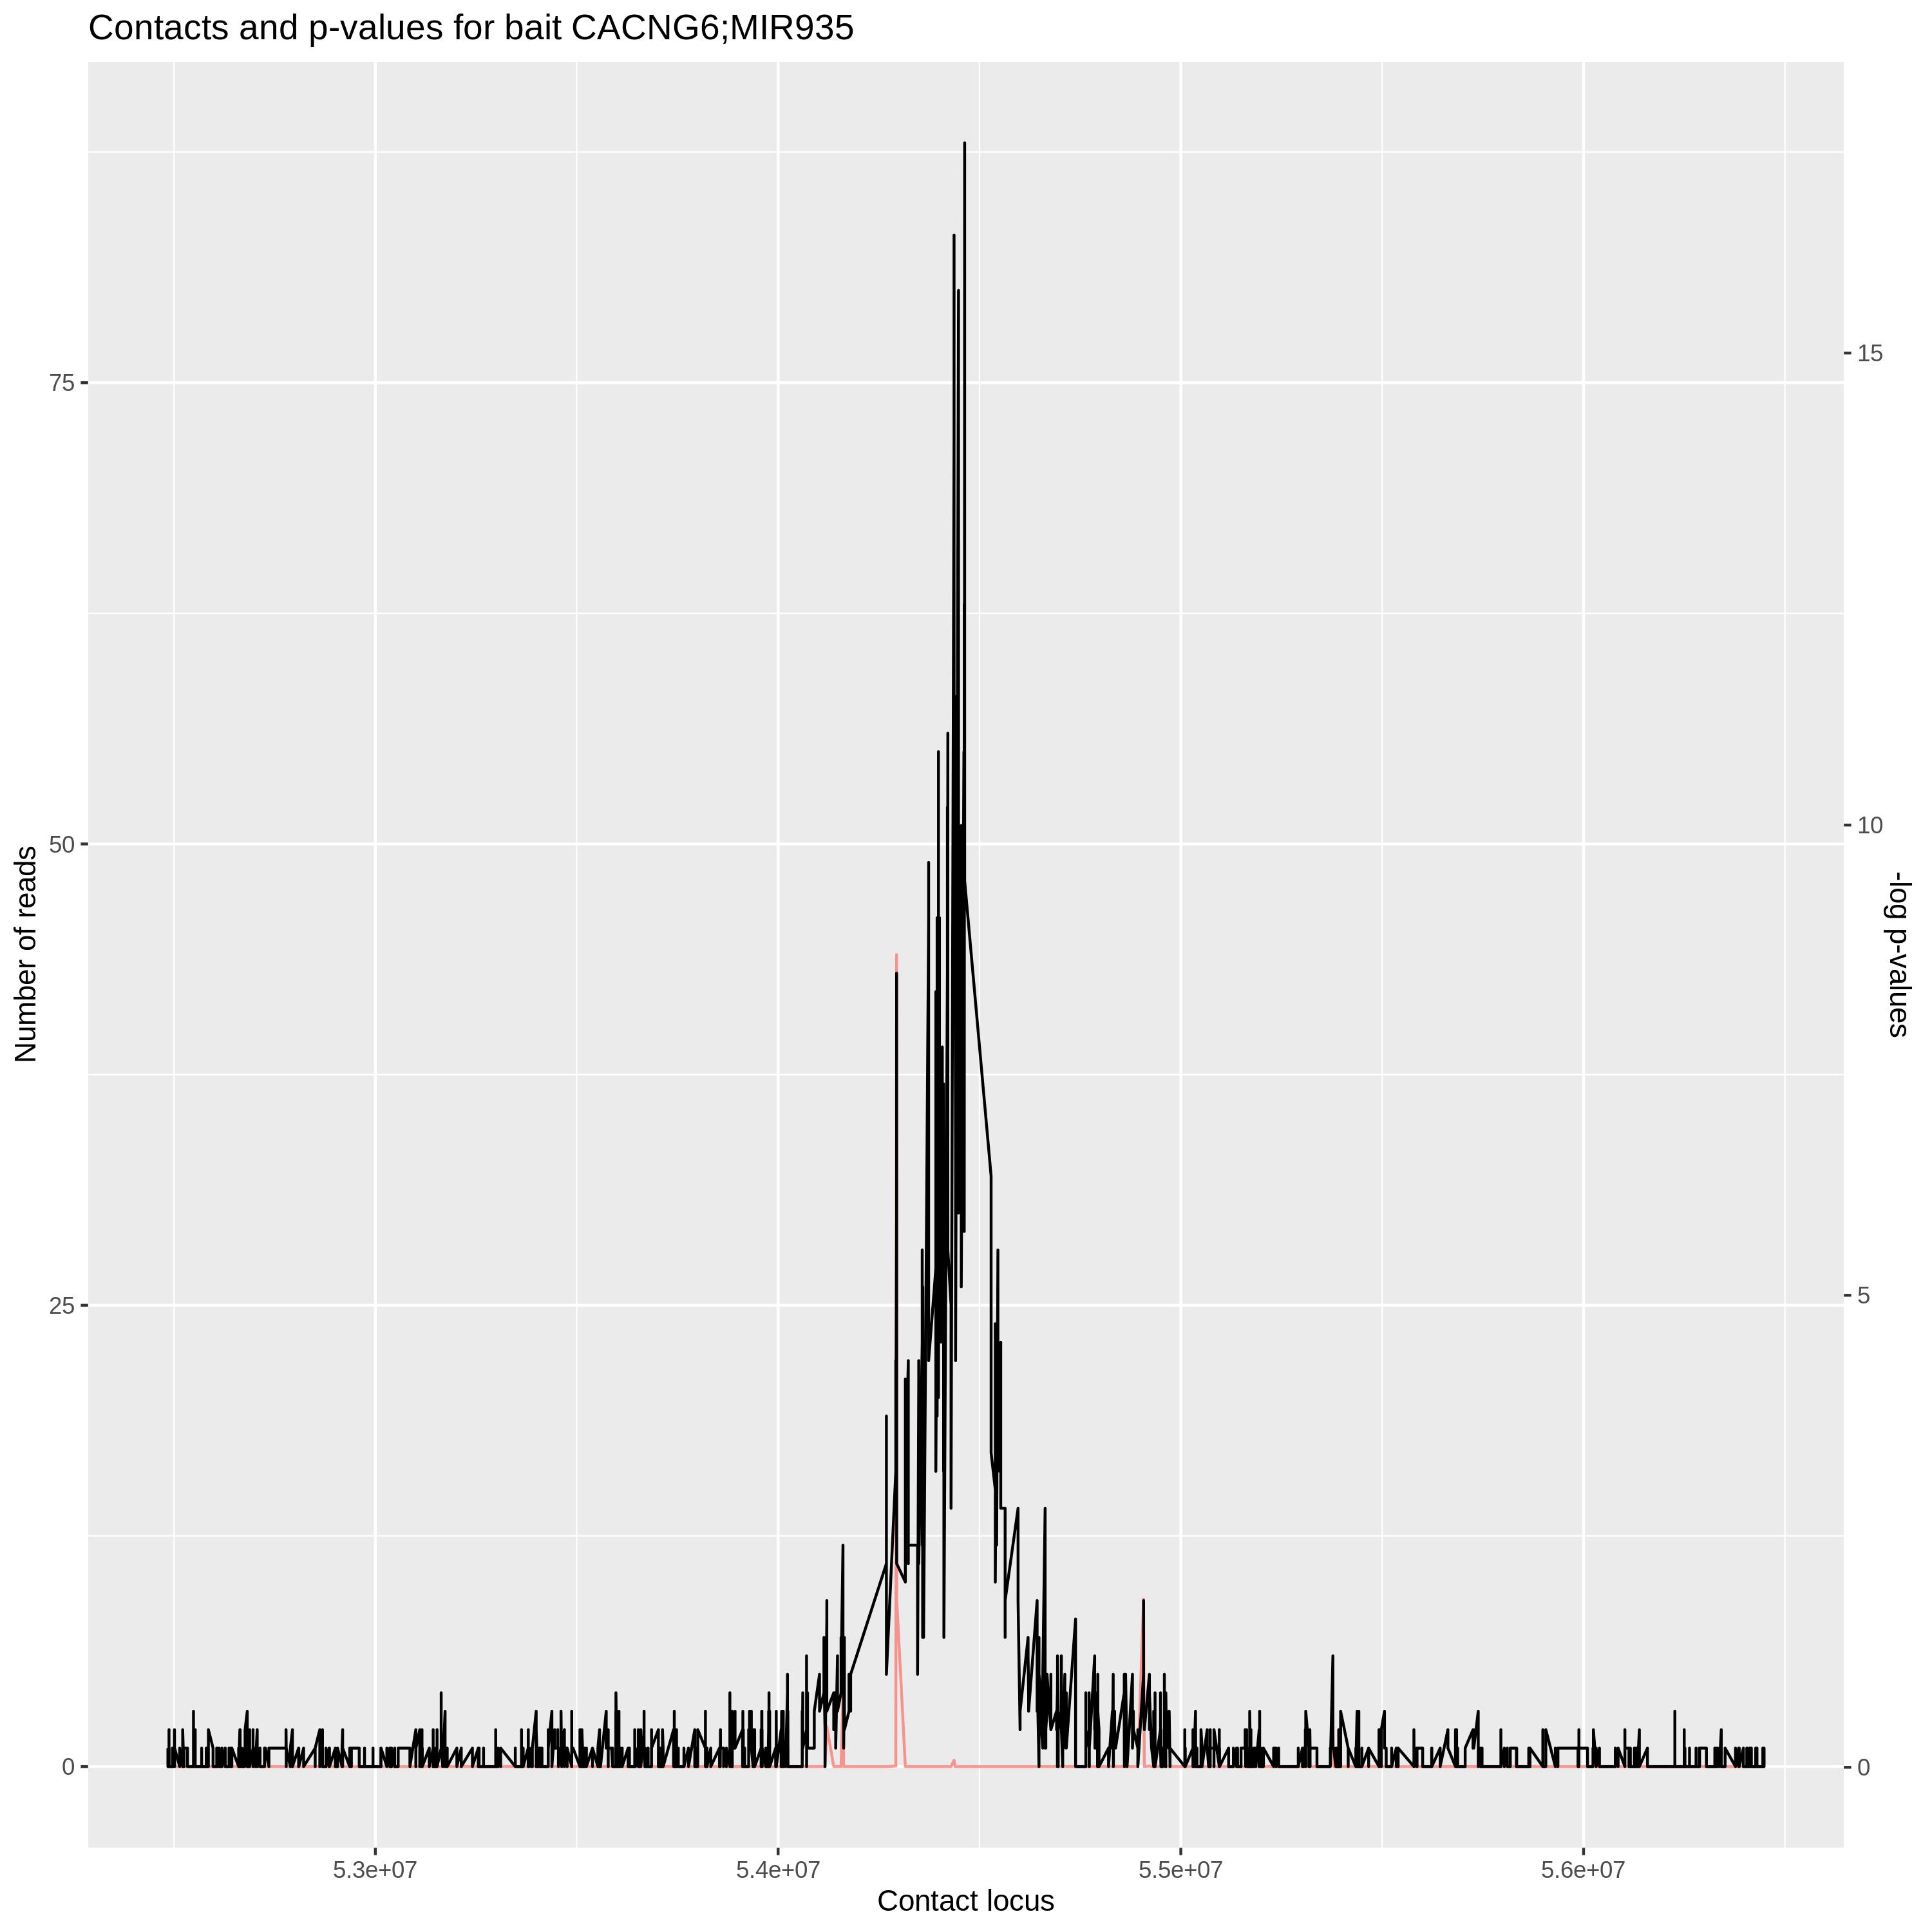 Contacts and p-values for bait CACNG6;MIR935
Number of reads
75
50
25
0
15
10
5
0
-log p-values
5.3e+07
5.4e+07
5.5e+07
5.6e+07
Contact locus